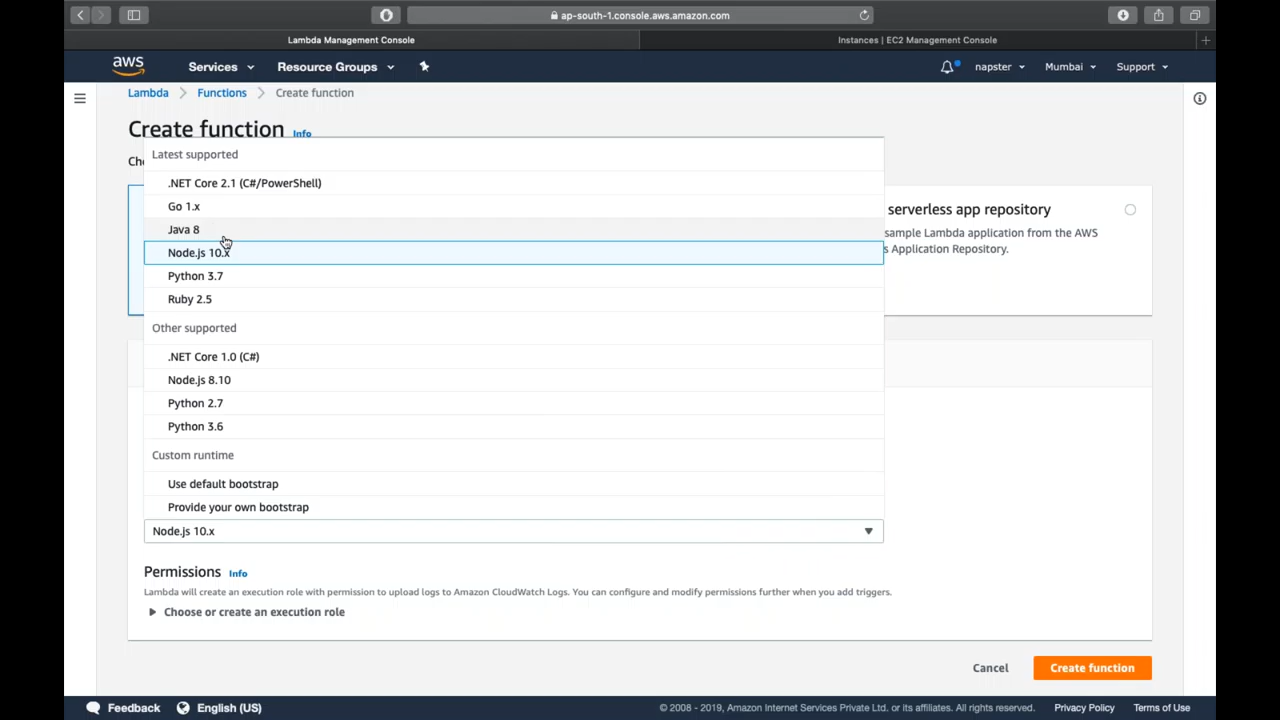 ap-south-1.console.aws.amazon.com
Lambda Management Console
Instances | EC2 Management Console
aws
Services
Resource Groups
napster
Mumbai
Support
Lambda
Functions
Create function
Create function Info
Cho
Latest supported
.NET Core 2.1 (C#/PowerShell)
Go 1.x
Java 8
Node.js 10.x
Python 3.7
Ruby 2.5
Other supported
.NET Core 1.0 (C#)
Node.js 8.10
Python 2.7
Python 3.6
Custom runtime
Use default bootstrap
Provide your own bootstrap
Node.js 10.x
serverless app repository
sample Lambda application from the AWS
s Application Repository.
Permissions Info
Lambda will create an execution role with permission to upload logs to Amazon CloudWatch Logs. You can configure and modify permissions further when you add triggers.
Choose or create an execution role
Cancel
Create function
Feedback
English (US)
© 2008 - 2019, Amazon Internet Services Private Ltd. or its affiliates. All rights reserved.
Privacy Policy
Terms of Use